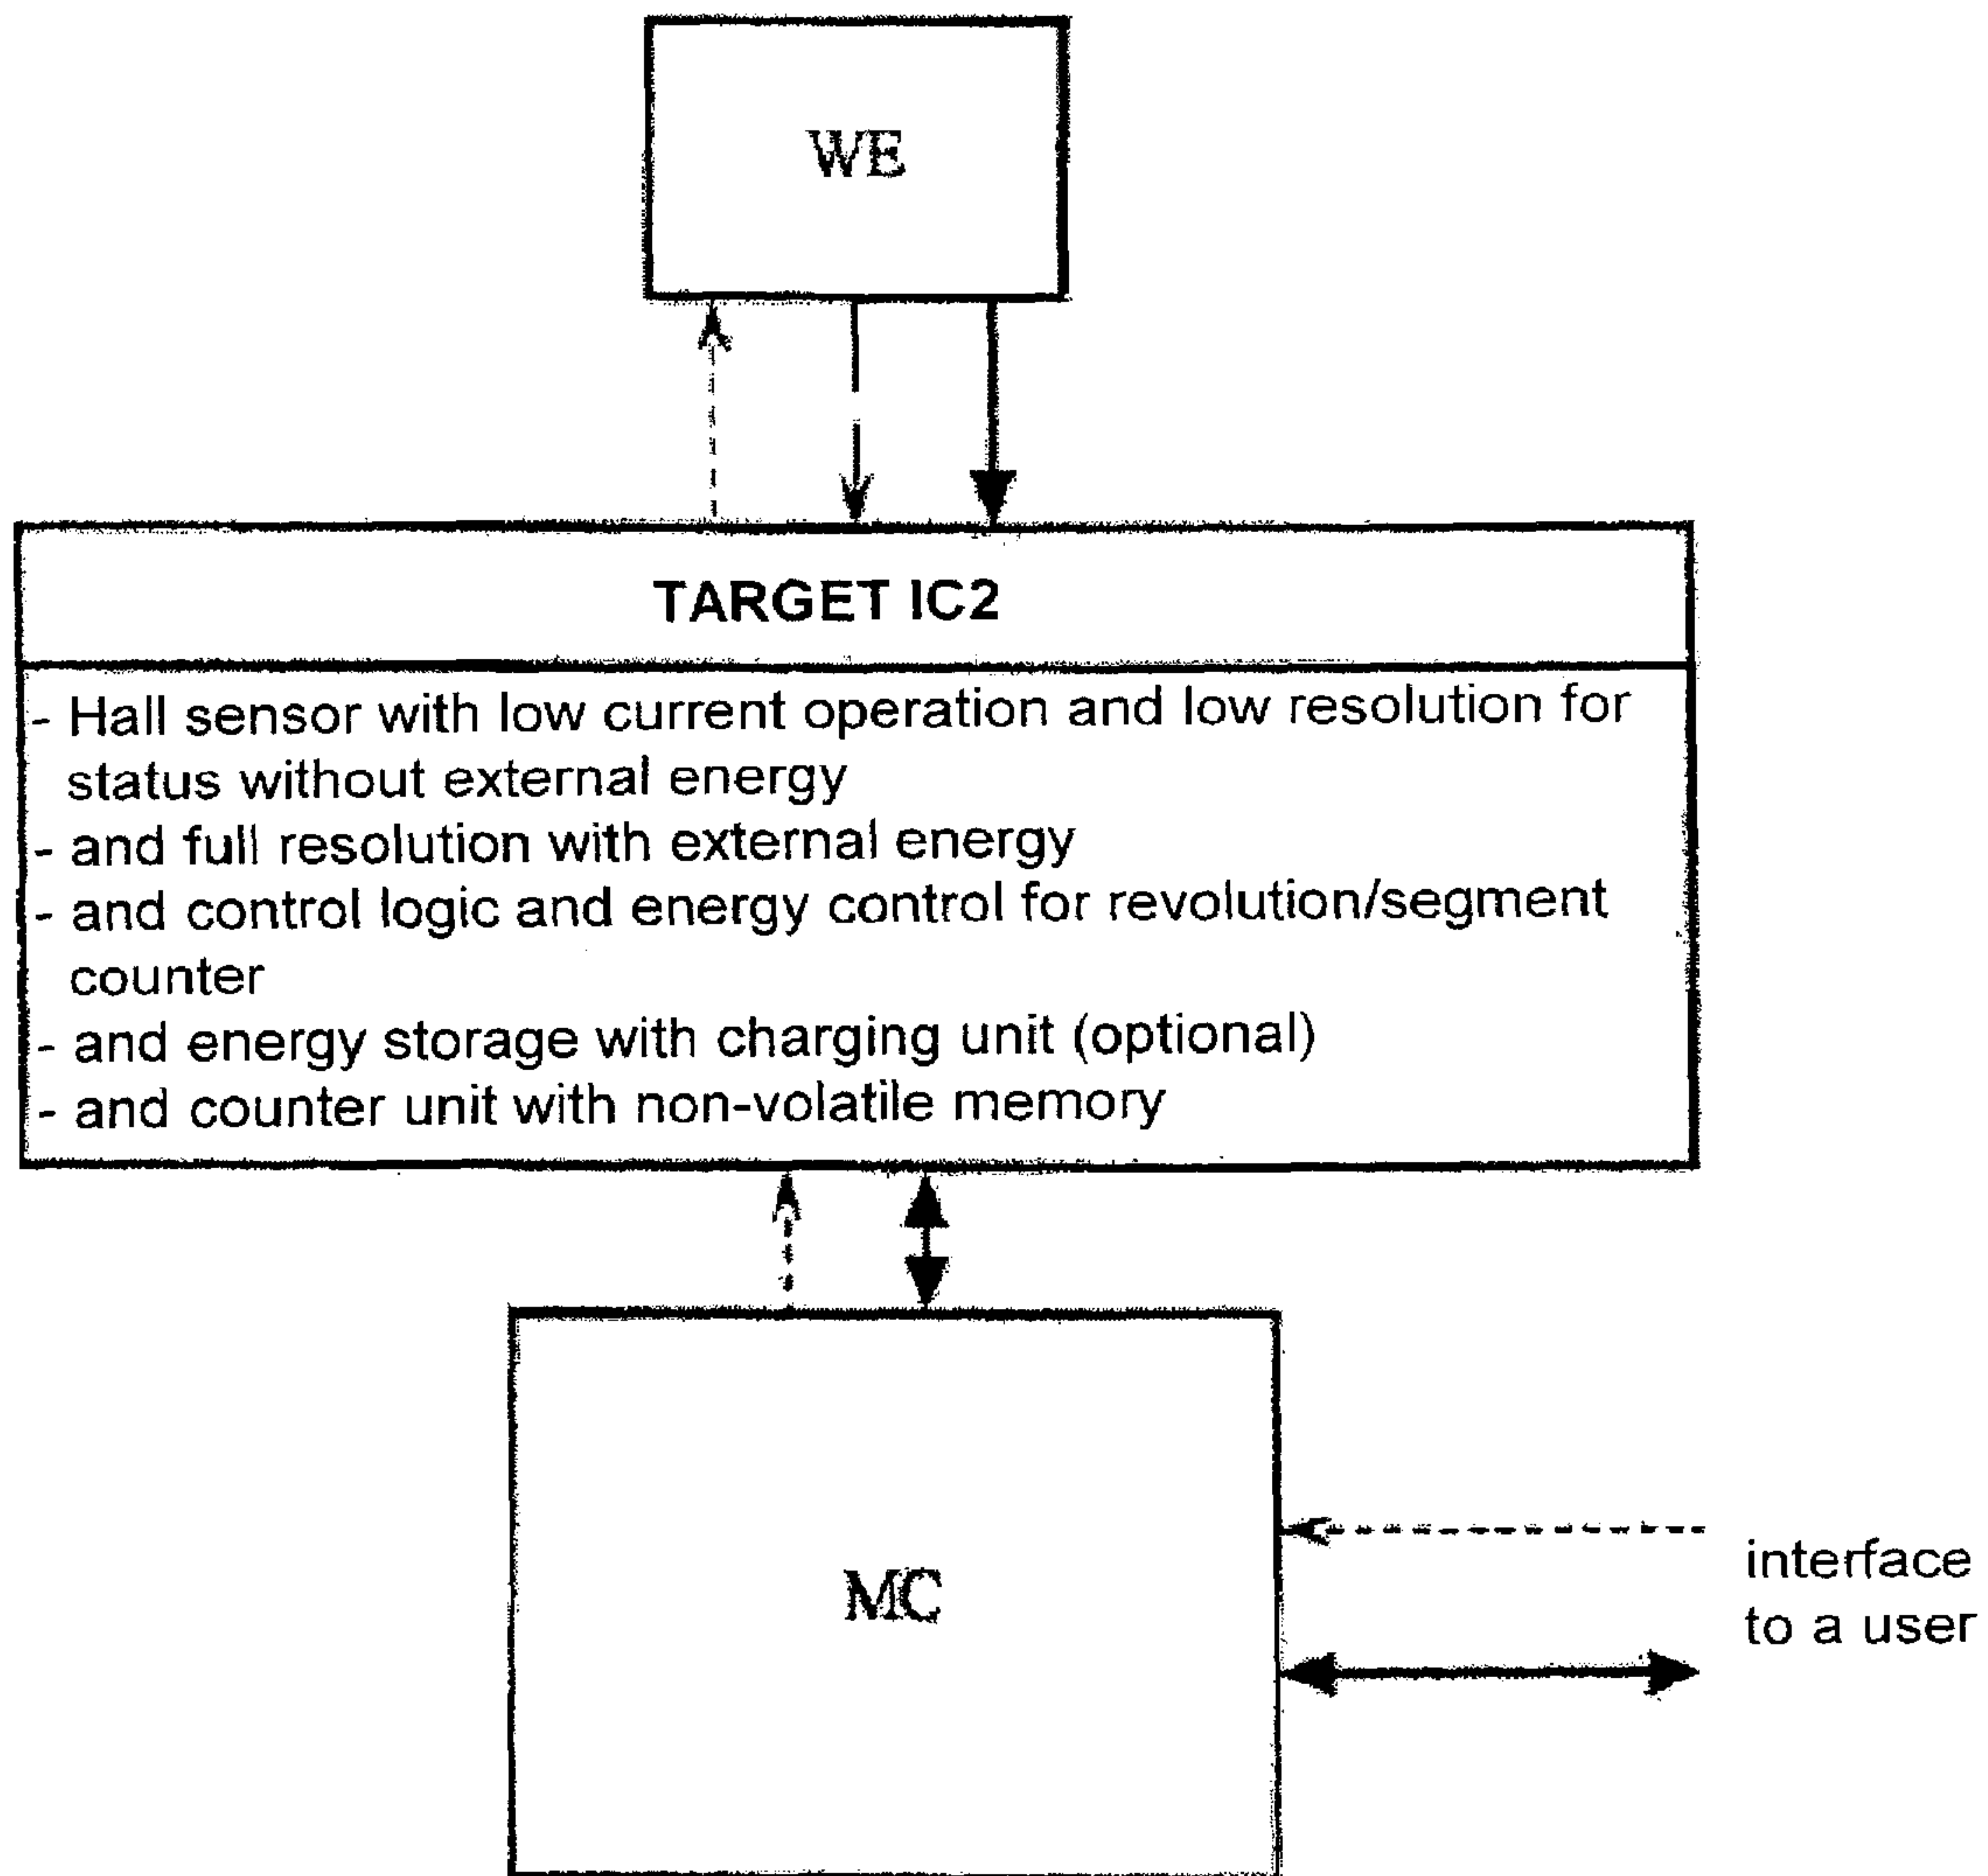 WE
TARGET IC2
- Hall sensor with low current operation and low resolution for
status without external energy
- and full resolution with external energy
- and control logic and energy control for revolution/segment
counter
- and energy storage with charging unit (optional)
- and counter unit with non-volatile memory
MC
interface
to a user